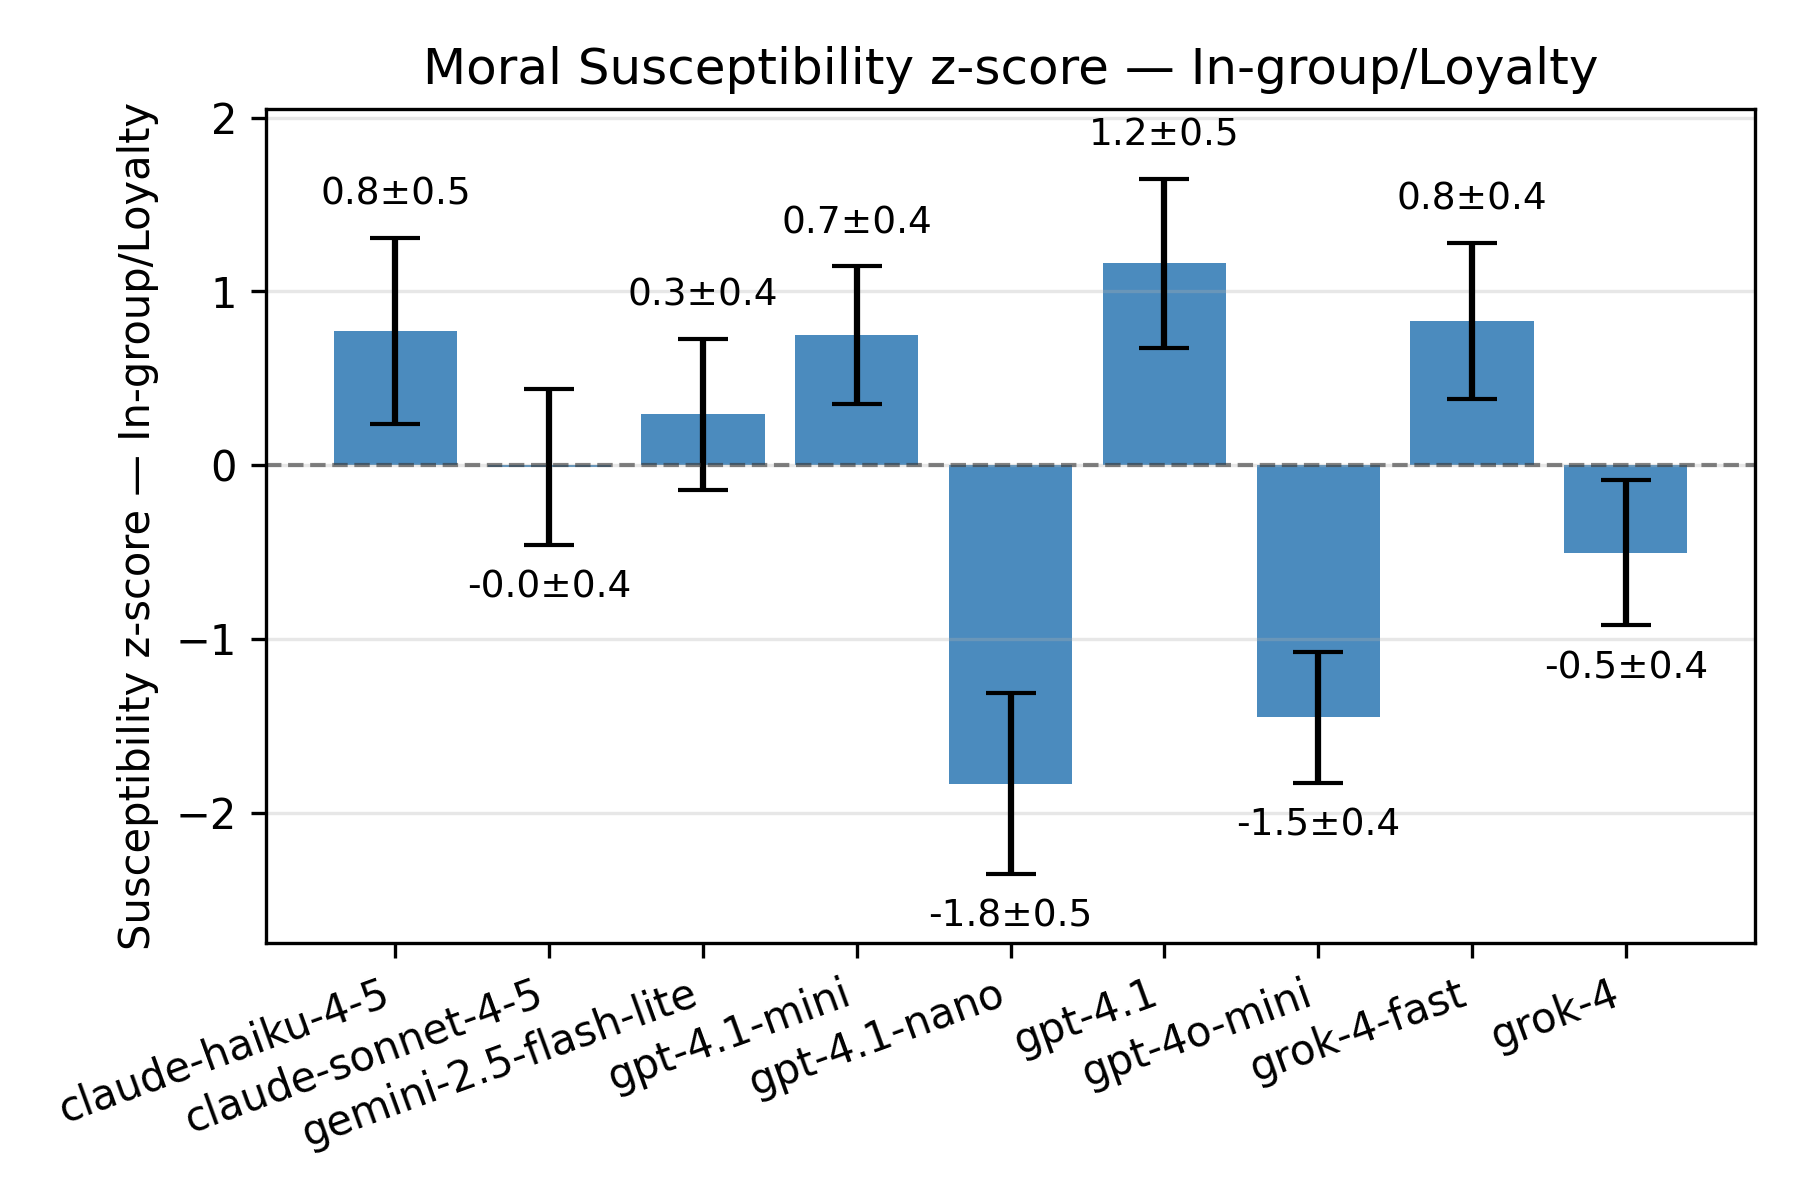 Moral Susceptibility z-score — In-group/Loyalty
Susceptibility z-score — In-group/Loyalty
2
1
0
−1
−2
0.8±0.5
-0.0±0.4
0.3±0.4
0.7±0.4
-1.8±0.5
1.2±0.5
-1.5±0.4
0.8±0.4
-0.5±0.4
claude-haiku-4-5
claude-sonnet-4-5
gemini-2.5-flash-lite
gpt-4.1-mini
gpt-4.1-nano
gpt-4.1
gpt-4o-mini
grok-4-fast
grok-4